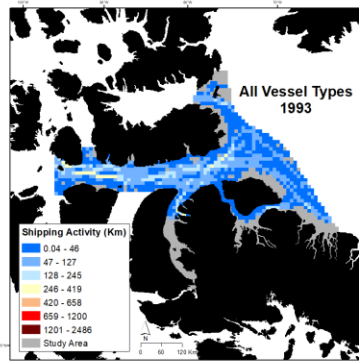 All Vessel Types
1993
Shipping Activity (Km)
0.04 - 46
47 - 127
128 - 245
246 - 419
420 - 658
659 - 1200
1201 - 2486
Study Area
N
0
60
120 Km